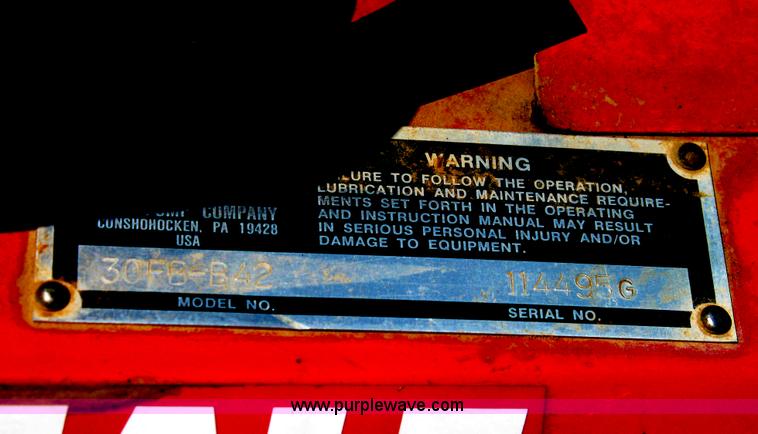 WARNING
FAILURE TO FOLLOW THE OPERATION,
LUBRICATION AND MAINTENANCE REQUIRE-
MENTS SET FORTH IN THE OPERATING
AND INSTRUCTION MANUAL MAY RESULT
IN SERIOUS PERSONAL INJURY AND/OR
DAMAGE TO EQUIPMENT.
PUMP COMPANY
CONSHOHOCKEN, PA 19428
USA
30FB-B42
114495G
MODEL NO.
SERIAL NO.
www.purplewave.com